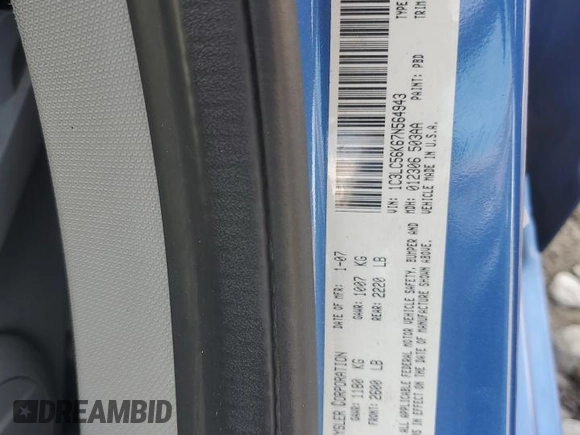 YSLER CORPORATION
DATE OF MFR: 1-07
GAWR: 1180 KG
GAWR: 1007 KG
FRONT: 2600 LB
REAR: 2220 LB
ALL APPLICABLE FEDERAL MOTOR VEHICLE SAFETY, BUMPER AND
IN EFFECT ON THE DATE OF MANUFACTURE SHOWN ABOVE.
VIN: 1C3LC56K67N564943
TYPE
MDH: 012306 503AA
PAINT: PBD
TRIM
VEHICLE MADE IN U.S.A.
DREAMBID